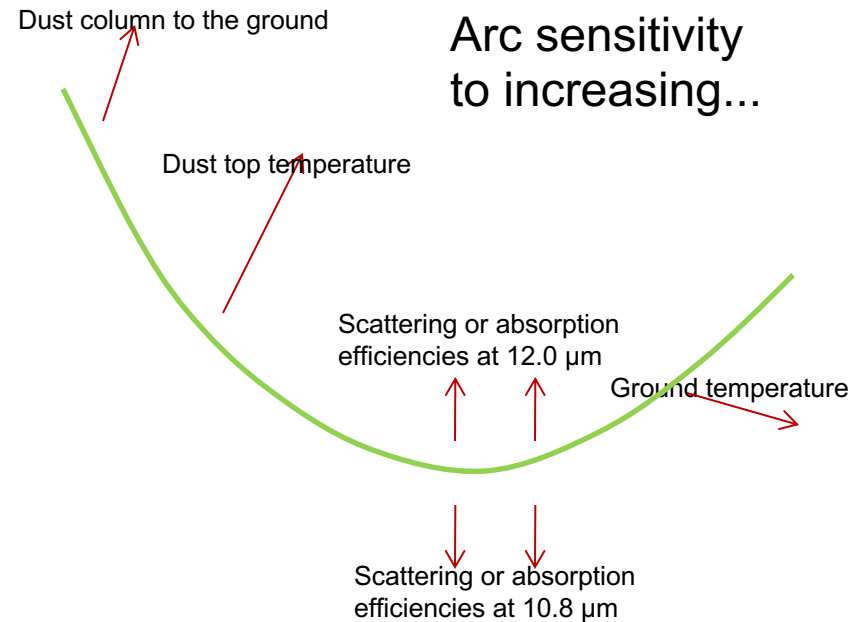 Dust column to the ground
Arc sensitivity
to increasing...
Dust top temperature
Scattering or absorption
efficiencies at 12.0 µm
Ground temperature
Scattering or absorption
efficiencies at 10.8 µm